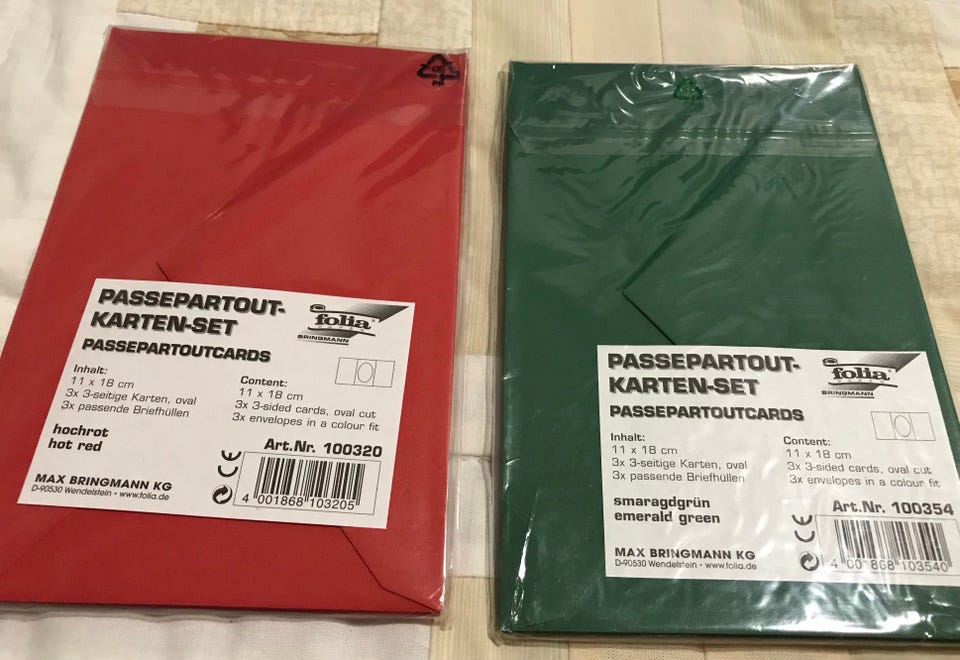 PP
PASSEPARTOUT-
KARTEN-SET
PASSEPARTOUTCARDS
folia
BRINGMANN
Inhalt:
11 x 18 cm
3x 3-seitige Karten, oval
3x passende Briefhüllen
Content:
11 x 18 cm
3x 3-sided cards, oval cut
3x envelopes in a colour fit
hochrot
hot red
Art.Nr. 100320
CE
4 001868 103205
MAX BRINGMANN KG
D-90530 Wendelstein • www.folia.de
PASSEPARTOUT-
KARTEN-SET
PASSEPARTOUTCARDS
folia
BRINGMANN
Inhalt:
11 x 18 cm
3x 3-seitige Karten, oval
3x passende Briefhüllen
Content:
11 x 18 cm
3x 3-sided cards, oval cut
3x envelopes in a colour fit
smaragdgrün
emerald green
Art.Nr. 100354
CE
4 001868 103540
MAX BRINGMANN KG
D-90530 Wendelstein • www.folia.de